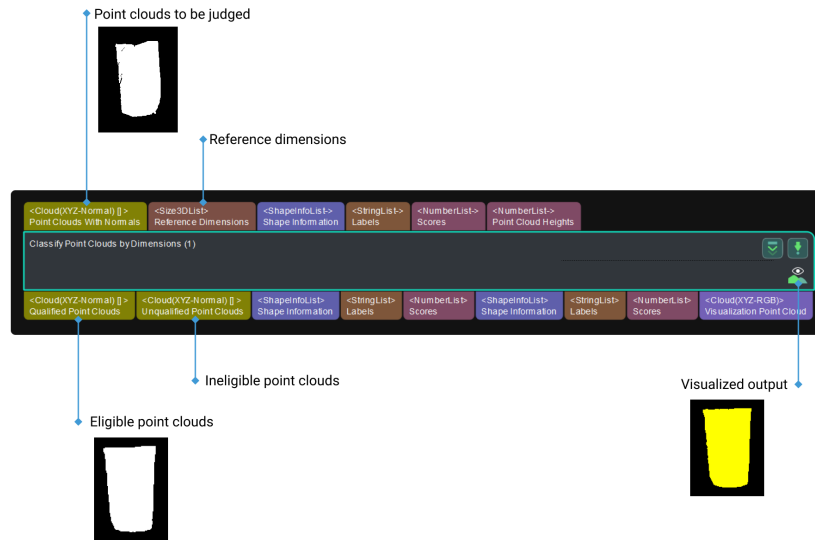 Point clouds to be judged
Reference dimensions
<Cloud(XYZ-Normal) [] >
Point Clouds With Normals
<Size3DList>
Reference Dimensions
<ShapeInfoList->
Shape Information
<StringList->
Labels
<NumberList->
Scores
<NumberList->
Point Cloud Heights
Classify Point Clouds by Dimensions (1)
<Cloud(XYZ-Normal) [] >
Qualified Point Clouds
<Cloud(XYZ-Normal) [] >
Unqualified Point Clouds
<ShapeInfoList>
Shape Information
<StringList>
Labels
<NumberList>
Scores
<ShapeInfoList>
Shape Information
<StringList>
Labels
<NumberList>
Scores
<Cloud(XYZ-RGB)>
Visualization Point Cloud
Ineligible point clouds
Visualized output
Eligible point clouds